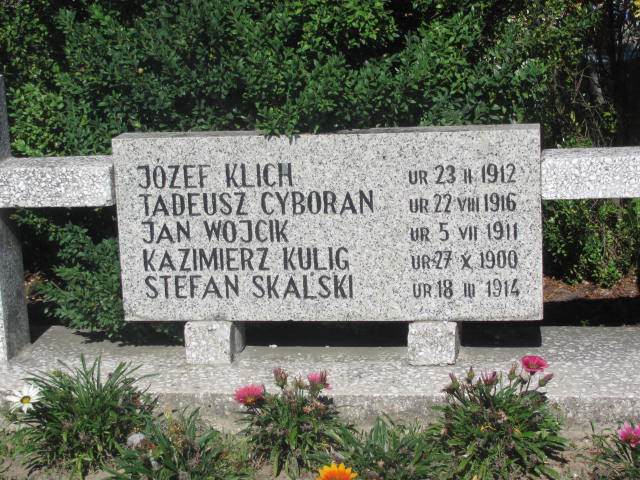 JÓZEF KLICH UR 23 II 1912
TADEUSZ CYBORAN UR 22 VIII 1916
JAN WÓJCIK UR 5 VII 1911
KAZIMIERZ KULIG UR 27 X 1900
STEFAN SKALSKI UR 18 III 1914